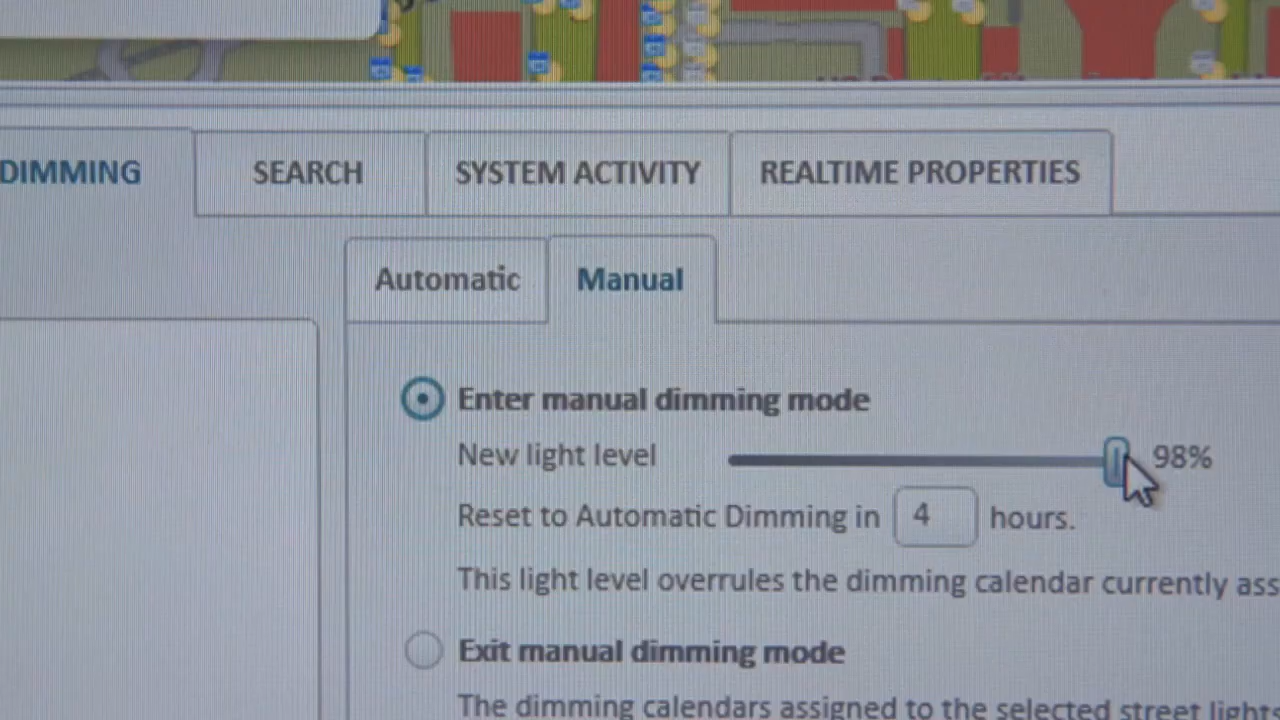 DIMMING
SEARCH
SYSTEM ACTIVITY
REALTIME PROPERTIES
Automatic
Manual
Enter manual dimming mode
New light level
98%
Reset to Automatic Dimming in 4 hours.
This light level overrules the dimming calendar currently ass
Exit manual dimming mode
The dimming calendars assigned to the selected street lights